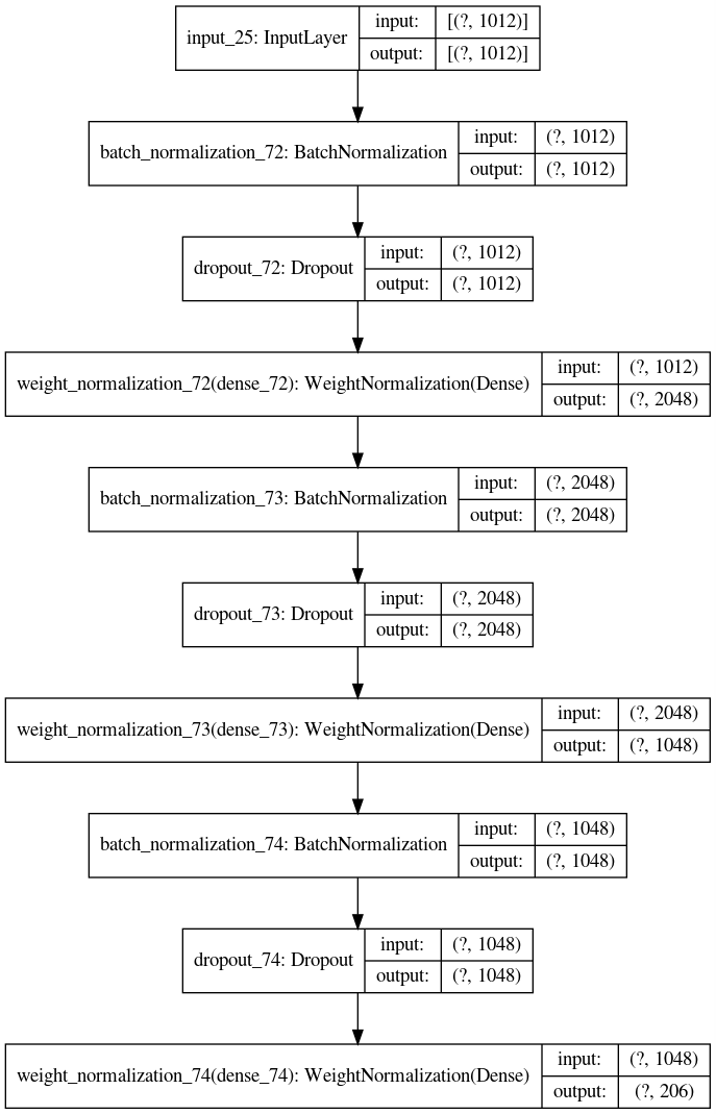 input_25: InputLayer
input: [(?, 1012)]
output: [(?, 1012)]
batch_normalization_72: BatchNormalization
input: (?, 1012)
output: (?, 1012)
dropout_72: Dropout
input: (?, 1012)
output: (?, 1012)
weight_normalization_72(dense_72): WeightNormalization(Dense)
input: (?, 1012)
output: (?, 2048)
batch_normalization_73: BatchNormalization
input: (?, 2048)
output: (?, 2048)
dropout_73: Dropout
input: (?, 2048)
output: (?, 2048)
weight_normalization_73(dense_73): WeightNormalization(Dense)
input: (?, 2048)
output: (?, 1048)
batch_normalization_74: BatchNormalization
input: (?, 1048)
output: (?, 1048)
dropout_74: Dropout
input: (?, 1048)
output: (?, 1048)
weight_normalization_74(dense_74): WeightNormalization(Dense)
input: (?, 1048)
output: (?, 206)